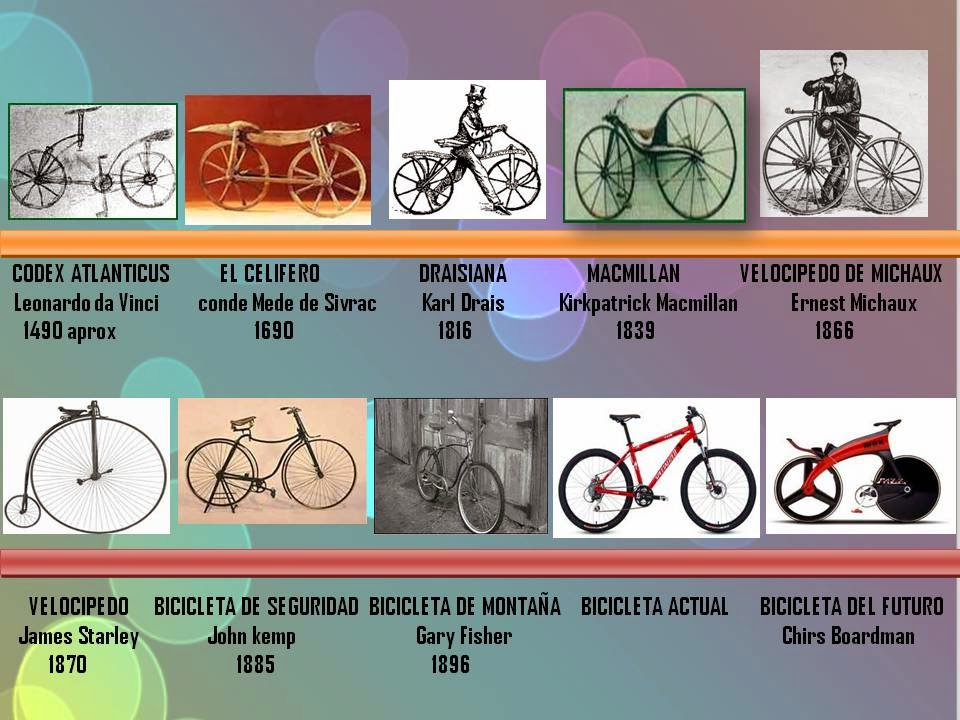 CODEX ATLANTICUS
Leonardo da Vinci
1490 aprox
EL CELIFERO
conde Mede de Sivrac
1690
DRAISIANA
Karl Drais
1816
MACMILLAN
Kirkpatrick Macmillan
1839
VELOCIPEDO DE MICHAUX
Ernest Michaux
1866
VELOCIPEDO
James Starley
1870
BICICLETA DE SEGURIDAD
John kemp
1885
BICICLETA DE MONTAÑA
Gary Fisher
1896
BICICLETA ACTUAL
BICICLETA DEL FUTURO
Chirs Boardman